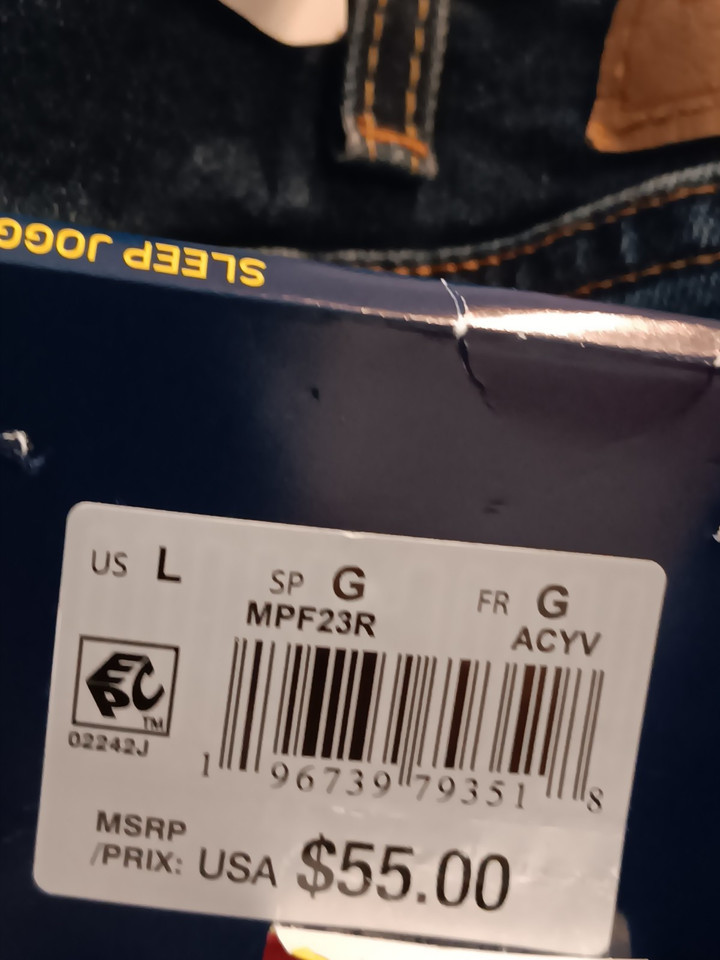 SLEEP JOGG
US L SP G FR G
MPF23R ACYV
EPC TM
02242J
1 96739 79351 8
MSRP
/PRIX: USA $55.00